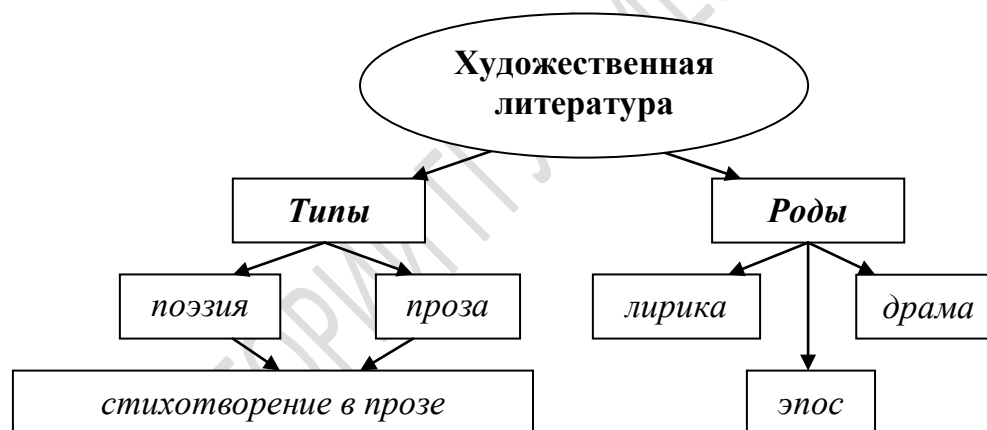 Художественная
литература
Типы
Роды
поэзия
проза
лирика
драма
стихотворение в прозе
эпос